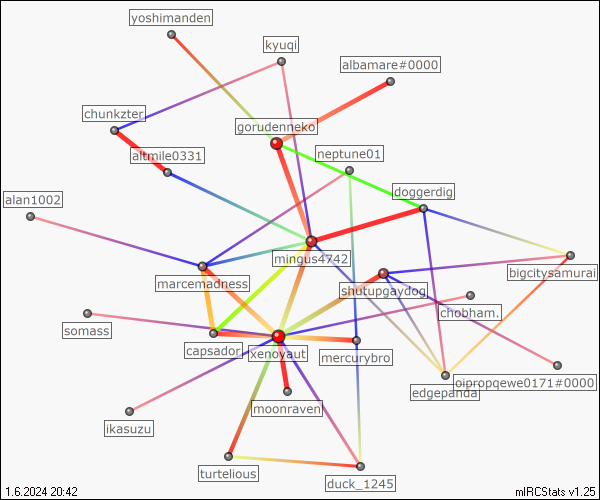 yoshimanden
kyuqi
albamare#0000
chunkzter
gorudenneko
altmile0331
neptune01
doggerdig
alan1002
mingus4742
bigcitysamurai
marcemadness
shutupgaydog
chobham.
somass
capsador
xenoyaut
mercurybro
oipropqewe0171#0000
edgepanda
moonraven
ikasuzu
turtelious
duck_1245
1.6.2024 20:42
mIRCStats v1.25